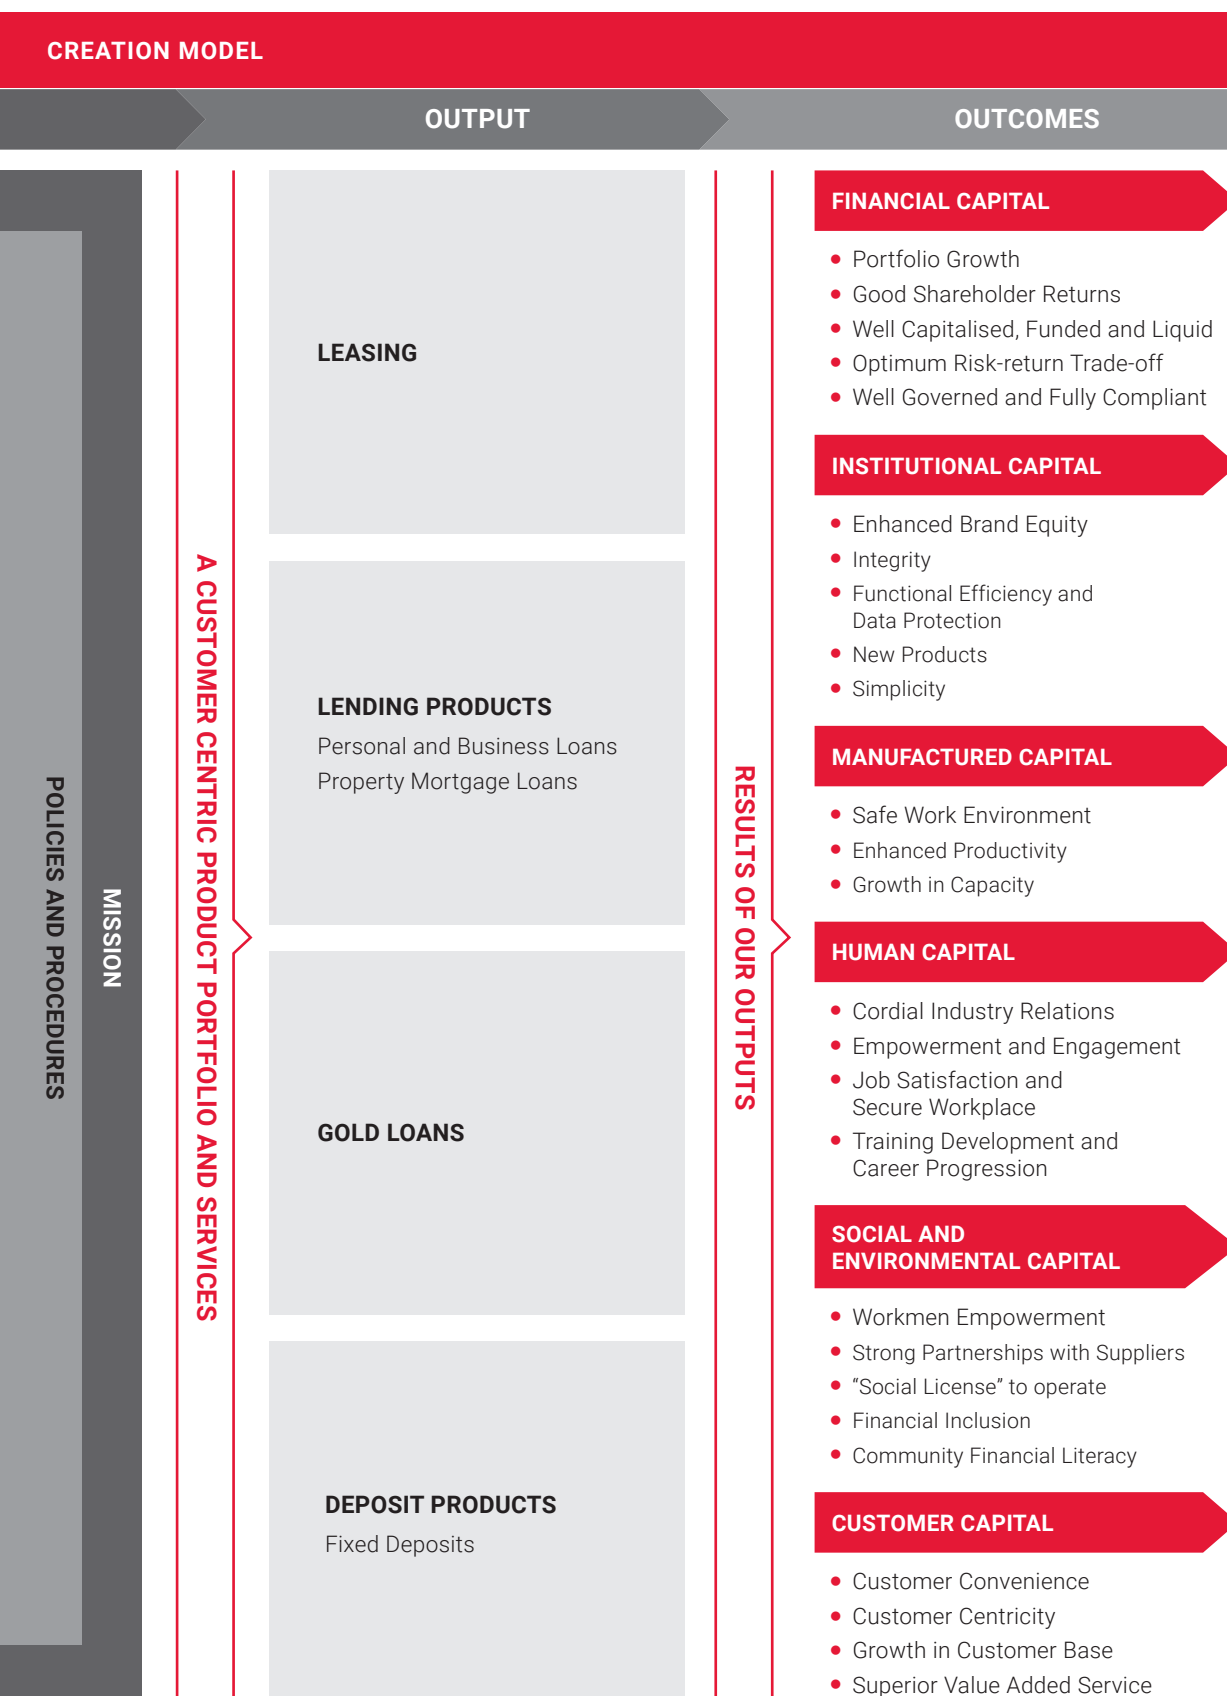 CREATION MODEL
OUTPUT
OUTCOMES
POLICIES AND PROCEDURES
MISSION
A CUSTOMER CENTRIC PRODUCT PORTFOLIO AND SERVICES
LEASING
LENDING PRODUCTS
Personal and Business Loans
Property Mortgage Loans
GOLD LOANS
DEPOSIT PRODUCTS
Fixed Deposits
RESULTS OF OUR OUTPUTS
FINANCIAL CAPITAL
• Portfolio Growth
• Good Shareholder Returns
• Well Capitalised, Funded and Liquid
• Optimum Risk-return Trade-off
• Well Governed and Fully Compliant
INSTITUTIONAL CAPITAL
• Enhanced Brand Equity
• Integrity
• Functional Efficiency and
Data Protection
• New Products
• Simplicity
MANUFACTURED CAPITAL
• Safe Work Environment
• Enhanced Productivity
• Growth in Capacity
HUMAN CAPITAL
• Cordial Industry Relations
• Empowerment and Engagement
• Job Satisfaction and
Secure Workplace
• Training Development and
Career Progression
SOCIAL AND
ENVIRONMENTAL CAPITAL
• Workmen Empowerment
• Strong Partnerships with Suppliers
• “Social License” to operate
• Financial Inclusion
• Community Financial Literacy
CUSTOMER CAPITAL
• Customer Convenience
• Customer Centricity
• Growth in Customer Base
• Superior Value Added Service